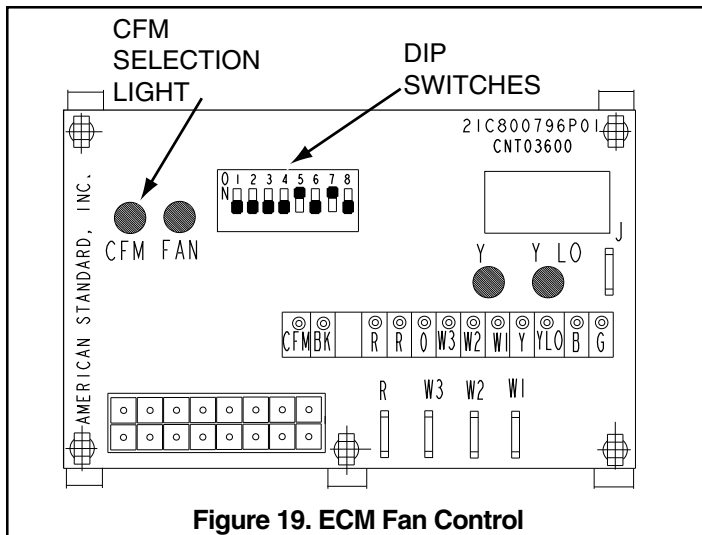 CFM
SELECTION
LIGHT
DIP
SWITCHES
21C800796P01
CNT03600
ON 1 2 3 4 5 6 7 8
AMERICAN STANDARD, INC.
CFM FAN
J
Y Y LO
CFM BK R R O W3 W2 W1 Y YLO B G
R W3 W2 W1
Figure 19. ECM Fan Control